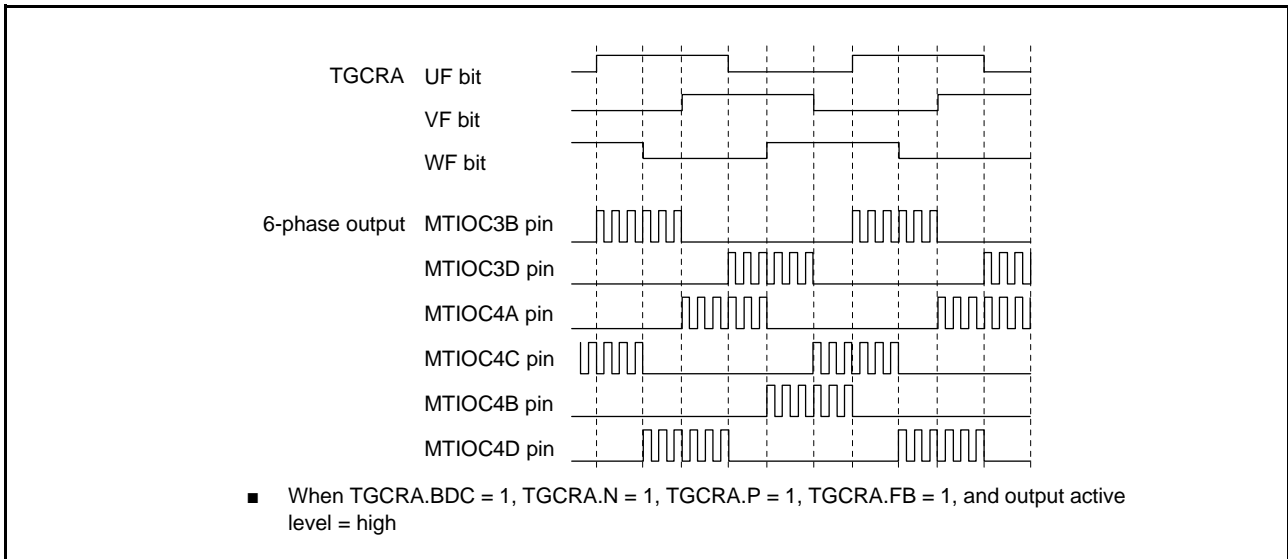 TGCRA UF bit
VF bit
WF bit
6-phase output MTIOC3B pin
MTIOC3D pin
MTIOC4A pin
MTIOC4C pin
MTIOC4B pin
MTIOC4D pin
■ When TGCRA.BDC = 1, TGCRA.N = 1, TGCRA.P = 1, TGCRA.FB = 1, and output active
level = high